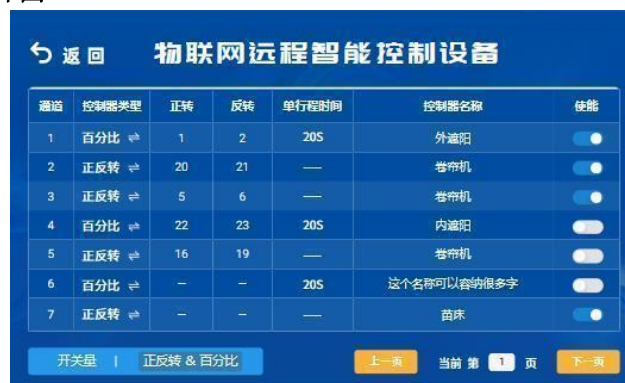 返回 物联网远程智能控制设备
通道 控制器类型 正转 反转 单行程时间 控制器名称 使能
1 百分比 ⇌ 1 2 20S 外遮阳
2 正反转 ⇌ 20 21 — 卷帘机
3 正反转 ⇌ 5 6 — 卷帘机
4 百分比 ⇌ 22 23 20S 内遮阳
5 正反转 ⇌ 16 19 — 卷帘机
6 百分比 ⇌ – – 20S 这个名称可以容纳很多字
7 正反转 ⇌ – – — 苗床
开关量 | 正反转 & 百分比 上一页 当前 第 1 页 下一页